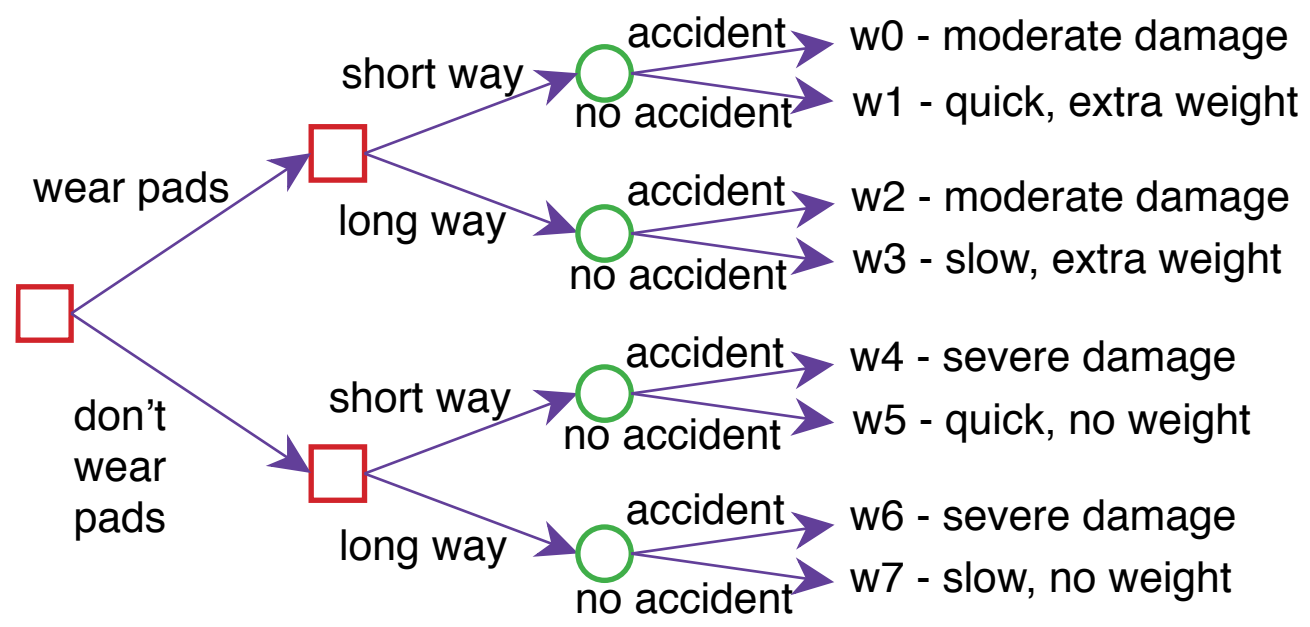 accident
w0 - moderate damage
short way
no accident
w1 - quick, extra weight
wear pads
accident
w2 - moderate damage
long way
no accident
w3 - slow, extra weight
accident
w4 - severe damage
short way
no accident
w5 - quick, no weight
don't
wear
pads
accident
w6 - severe damage
long way
no accident
w7 - slow, no weight